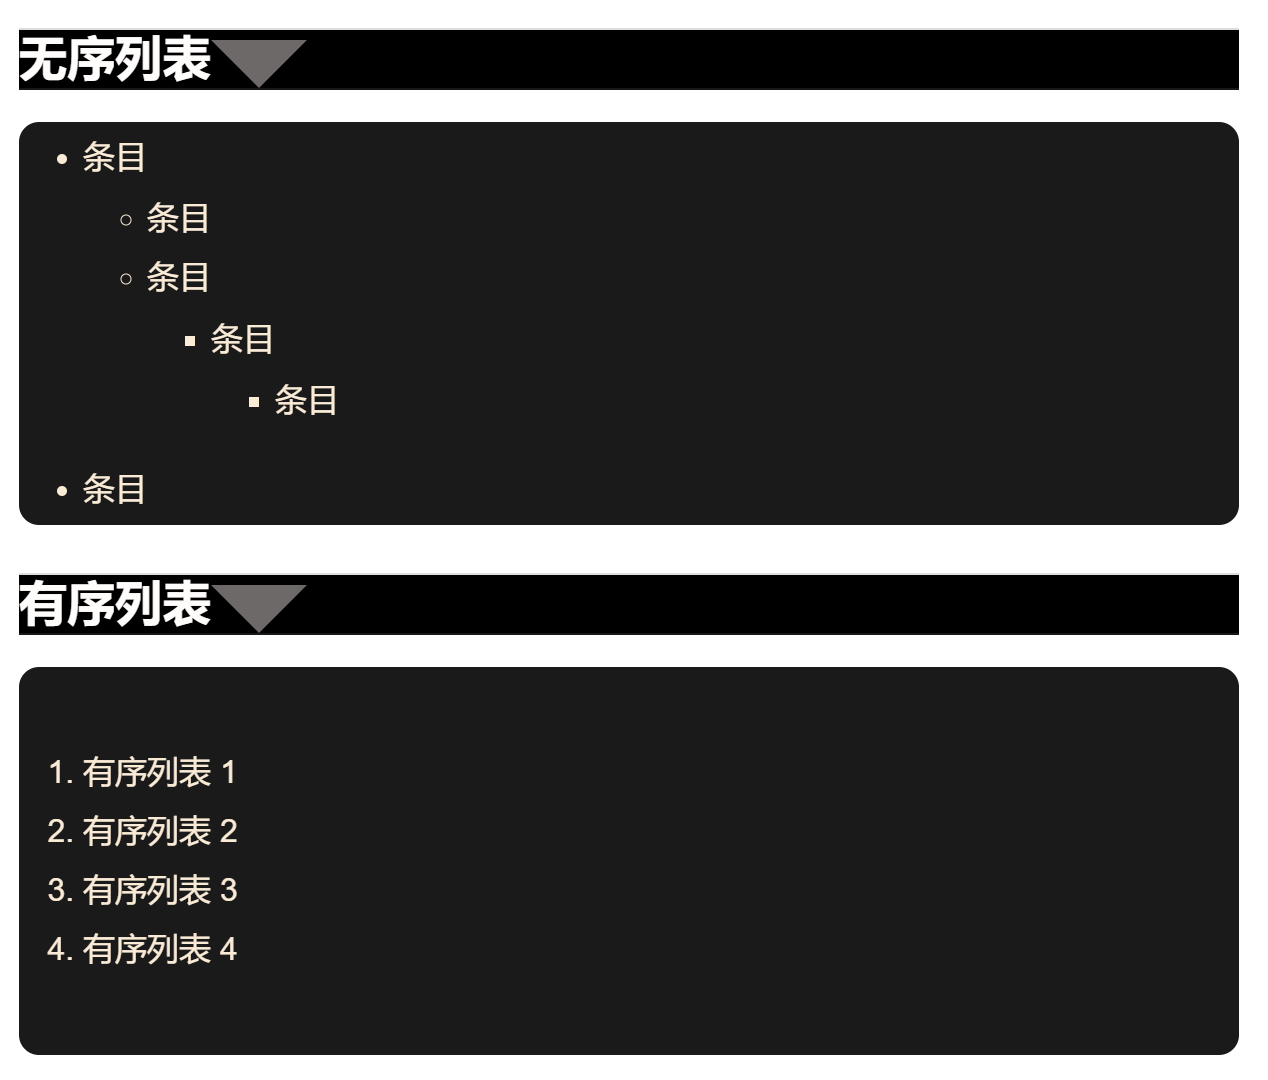 无序列表
条目
条目
条目
条目
条目
条目
有序列表
1. 有序列表 1
2. 有序列表 2
3. 有序列表 3
4. 有序列表 4